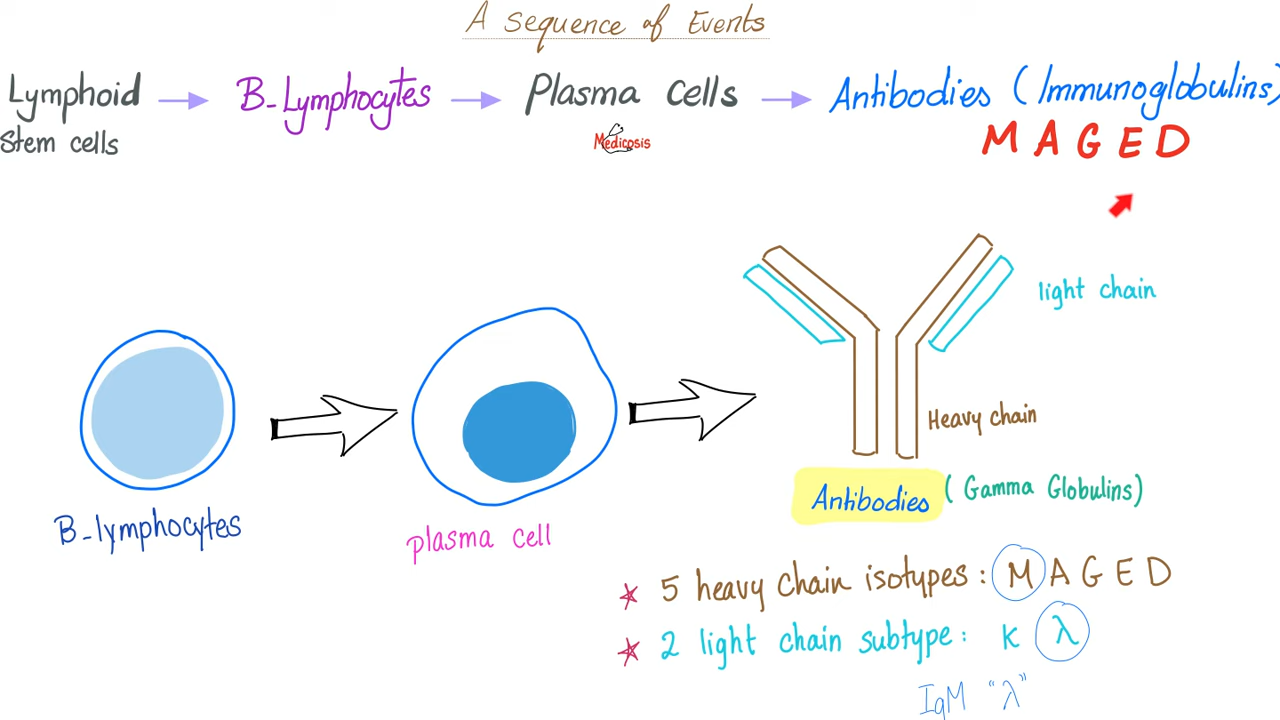 A Sequence of Events
Lymphoid → B-Lymphocytes → Plasma Cells → Antibodies (Immunoglobulins)
Stem cells
Medicosis
MAGED
light chain
Heavy chain
Antibodies (Gamma Globulins)
B-lymphocytes
plasma cell
* 5 heavy chain isotypes: MAGED
* 2 light chain subtype: K λ
IgM "λ"